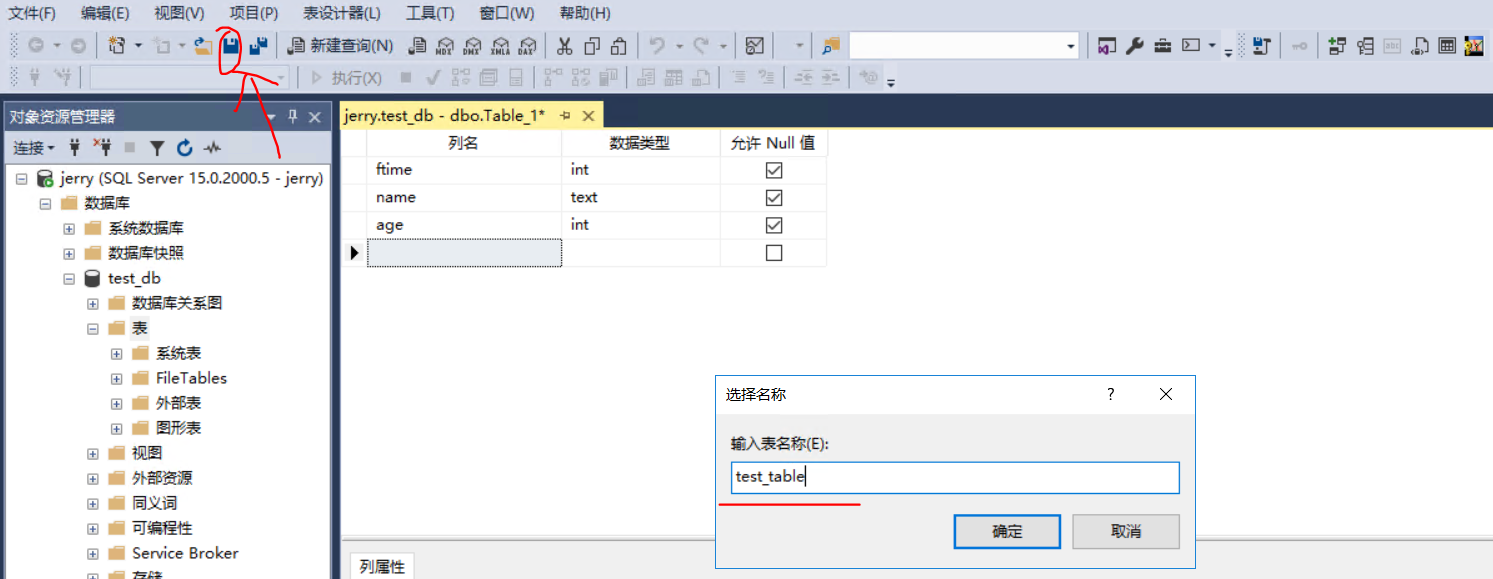 文件(F) 编辑(E) 视图(V) 项目(P) 表设计器(L) 工具(T) 窗口(W) 帮助(H)
新建查询(N) MDX DMX XMLA DAX
执行(X)
对象资源管理器
连接
jerry (SQL Server 15.0.2000.5 - jerry)
数据库
系统数据库
数据库快照
test_db
数据库关系图
表
系统表
FileTables
外部表
图形表
视图
外部资源
同义词
可编程性
Service Broker
存储
jerry.test_db - dbo.Table_1*
列名 数据类型 允许 Null 值
ftime int
name text
age int
选择名称 ?
输入表名称(E):
test_table
确定 取消
列属性